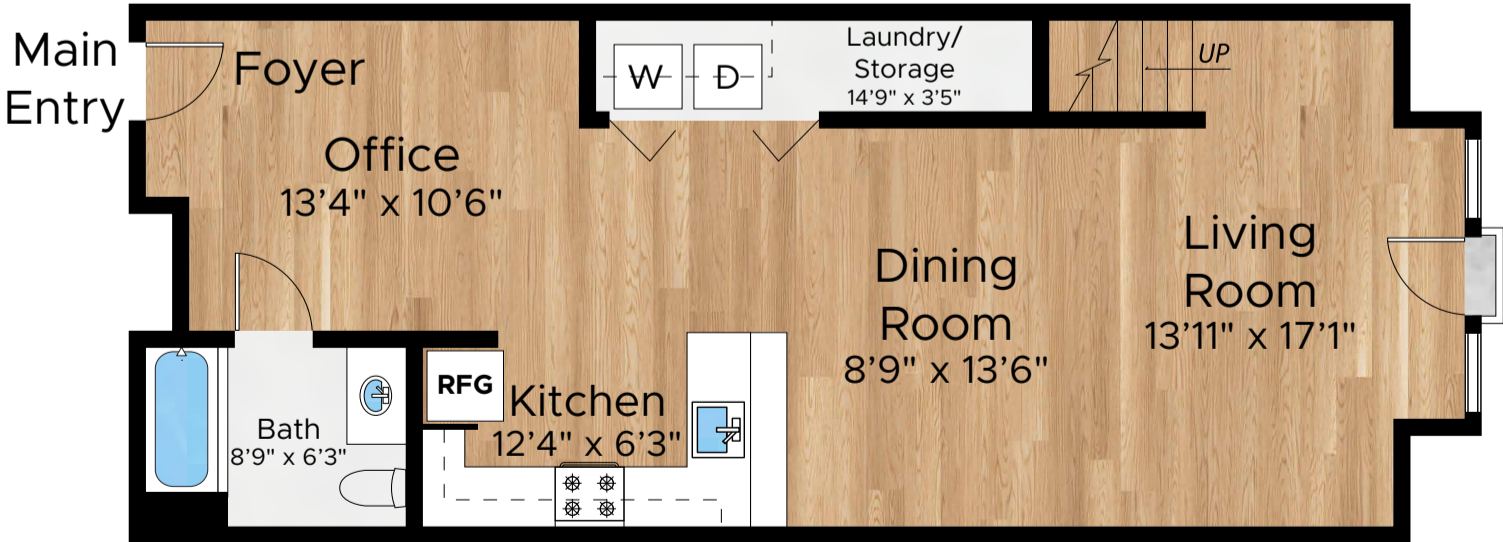 Main
Entry
Foyer
Office
13’4" x 10’6"
W
D
Laundry/
Storage
14'9" x 3'5"
UP
Living
Room
13’11" x 17’1"
Dining
Room
8’9" x 13’6"
RFG
Kitchen
12’4" x 6’3"
Bath
8’9" x 6’3"